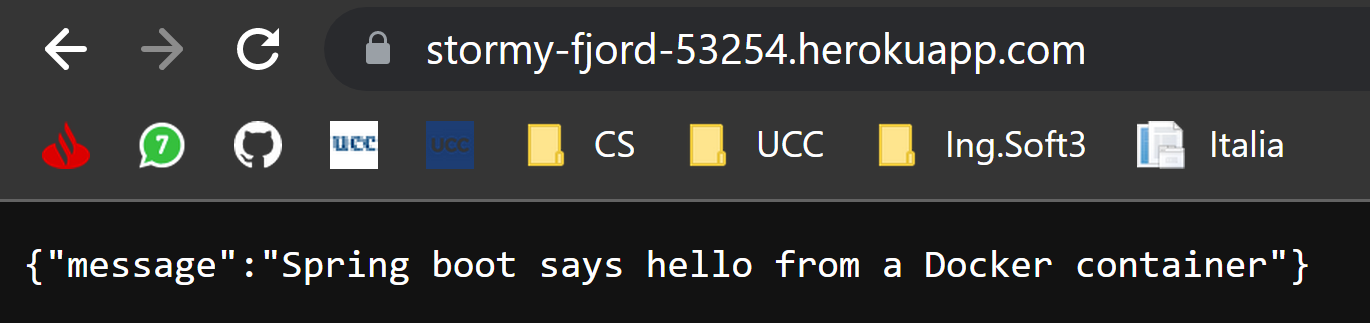 stormy-fjord-53254.herokuapp.com
7 ucc UCC CS UCC Ing.Soft3 Italia
{"message":"Spring boot says hello from a Docker container"}